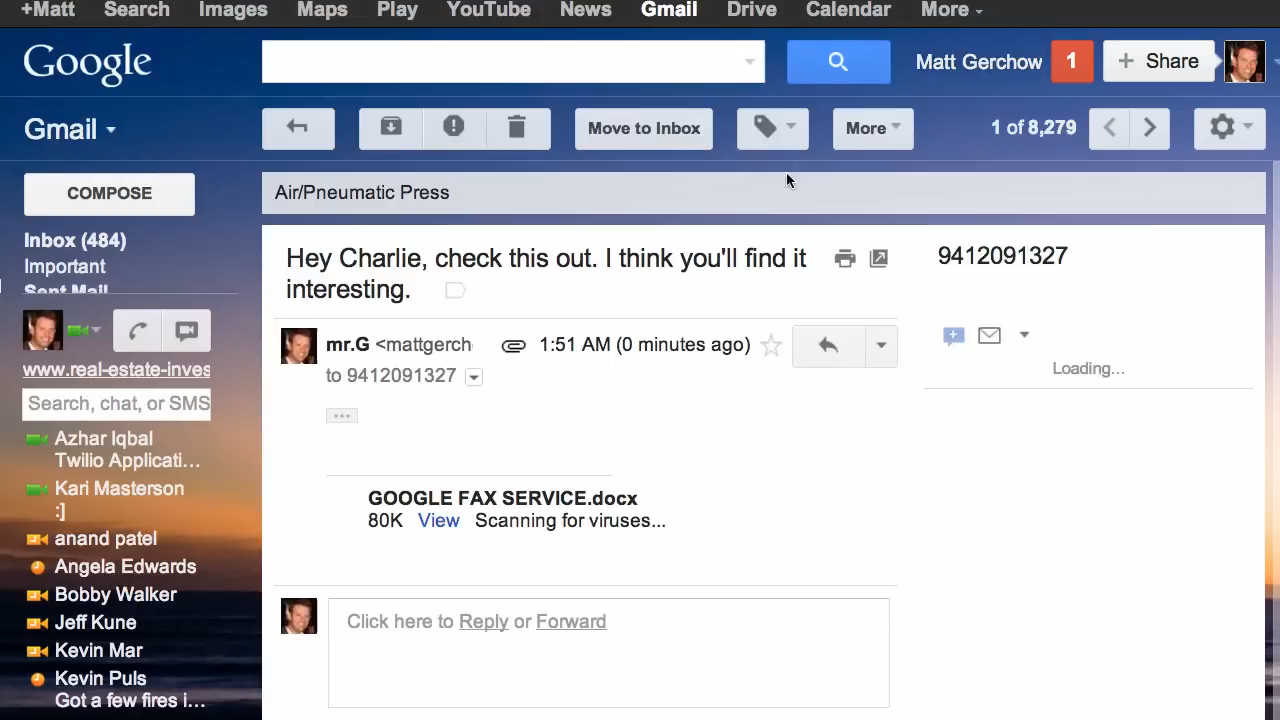 +Matt Search Images Maps Play YouTube News Gmail Drive Calendar More
Google
Matt Gerchow 1 + Share
Gmail
Move to Inbox
More
1 of 8,279
COMPOSE
Air/Pneumatic Press
Inbox (484)
Important
Sent Mail
www.real-estate-inves
Search, chat, or SMS
Azhar Iqbal
Twilio Applicati...
Kari Masterson
:]
anand patel
Angela Edwards
Bobby Walker
Jeff Kune
Kevin Mar
Kevin Puls
Got a few fires i...
Hey Charlie, check this out. I think you'll find it
interesting.
mr.G <mattgerch 1:51 AM (0 minutes ago)
to 9412091327
GOOGLE FAX SERVICE.docx
80K View Scanning for viruses...
Click here to Reply or Forward
9412091327
Loading...